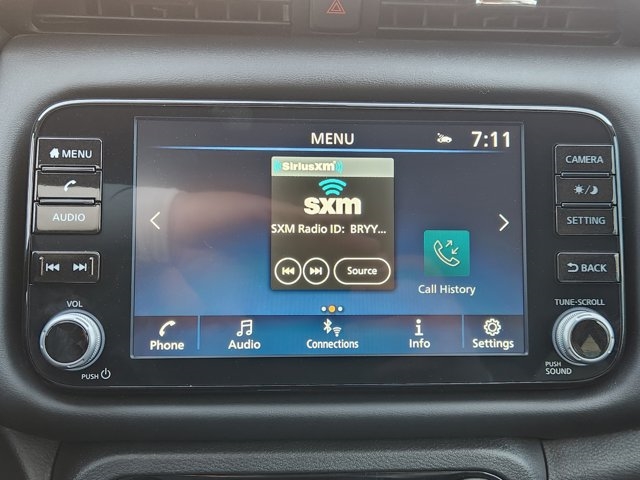 MENU
7:11
MENU
AUDIO
VOL
PUSH
SiriusXM
sxm
SXM Radio ID: BRYY...
Source
Call History
Phone
Audio
Connections
Info
Settings
CAMERA
SETTING
BACK
TUNE·SCROLL
PUSH
SOUND